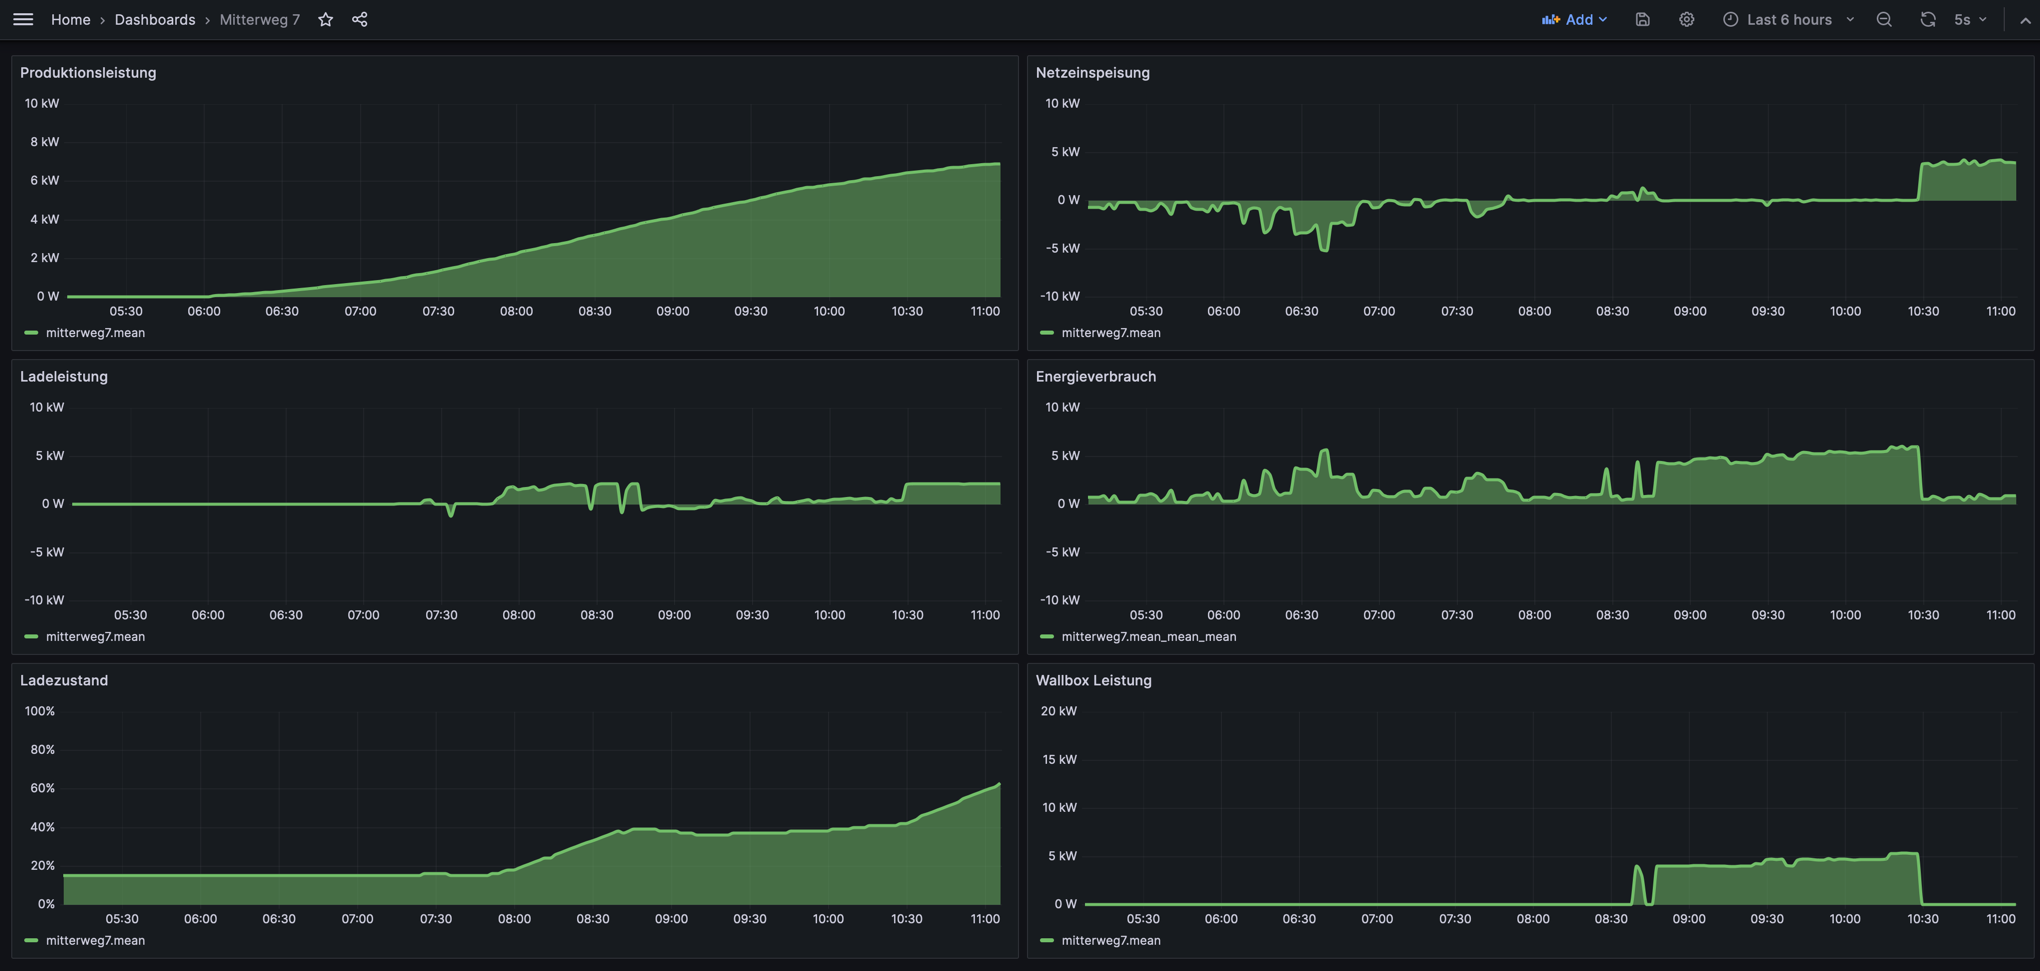 Home › Dashboards › Mitterweg 7
Add
Last 6 hours
5s
Produktionsleistung
10 kW
8 kW
6 kW
4 kW
2 kW
0 W
05:30 06:00 06:30 07:00 07:30 08:00 08:30 09:00 09:30 10:00 10:30 11:00
mitterweg7.mean
Netzeinspeisung
10 kW
5 kW
0 W
-5 kW
-10 kW
05:30 06:00 06:30 07:00 07:30 08:00 08:30 09:00 09:30 10:00 10:30 11:00
mitterweg7.mean
Ladeleistung
10 kW
5 kW
0 W
-5 kW
-10 kW
05:30 06:00 06:30 07:00 07:30 08:00 08:30 09:00 09:30 10:00 10:30 11:00
mitterweg7.mean
Energieverbrauch
10 kW
5 kW
0 W
-5 kW
-10 kW
05:30 06:00 06:30 07:00 07:30 08:00 08:30 09:00 09:30 10:00 10:30 11:00
mitterweg7.mean_mean_mean
Ladezustand
100%
80%
60%
40%
20%
0%
05:30 06:00 06:30 07:00 07:30 08:00 08:30 09:00 09:30 10:00 10:30 11:00
mitterweg7.mean
Wallbox Leistung
20 kW
15 kW
10 kW
5 kW
0 W
05:30 06:00 06:30 07:00 07:30 08:00 08:30 09:00 09:30 10:00 10:30 11:00
mitterweg7.mean